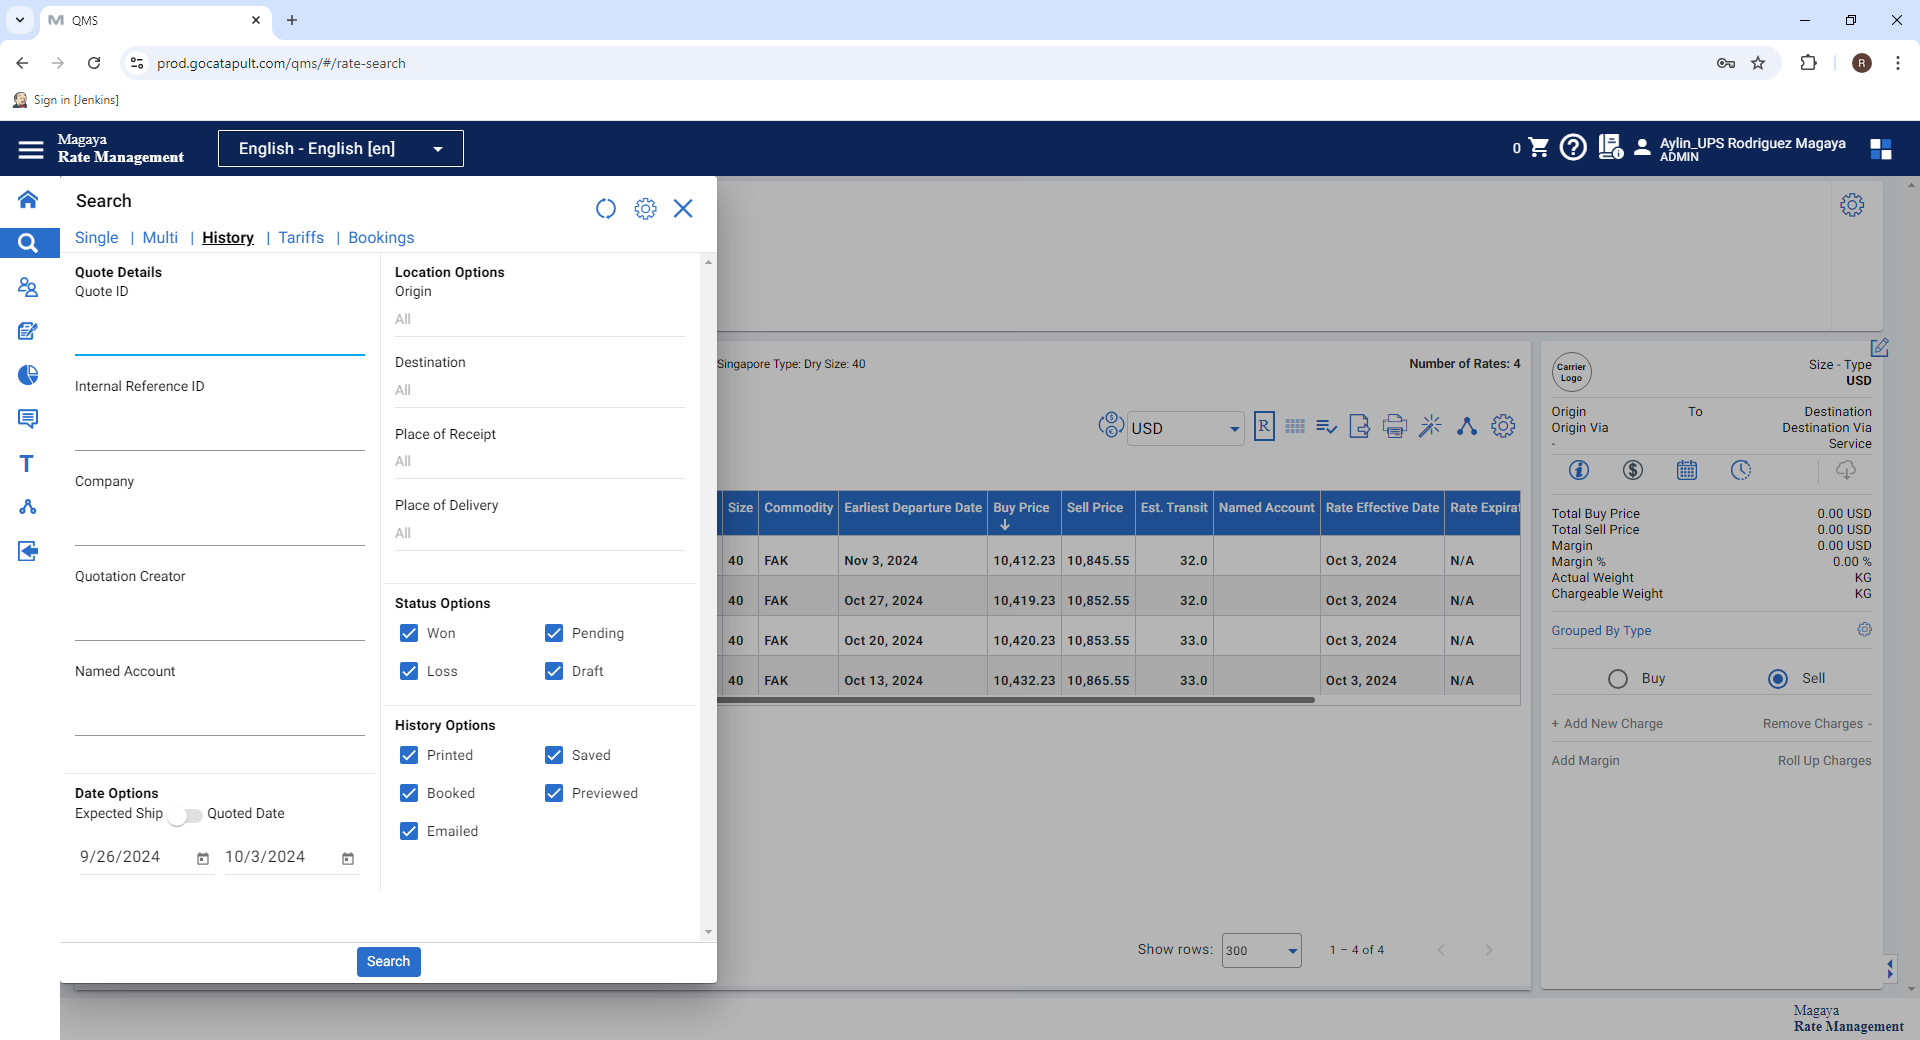 QMS
prod.gocatapult.com/qms/#/rate-search
R
Sign in [Jenkins]
Magaya
Rate Management
English - English [en]
0
Aylin_UPS Rodriguez Magaya
ADMIN
Search
Single | Multi | History | Tariffs | Bookings
Quote Details
Quote ID
Internal Reference ID
Company
Quotation Creator
Named Account
Date Options
Expected Ship
Quoted Date
9/26/2024
10/3/2024
Location Options
Origin
All
Destination
All
Place of Receipt
All
Place of Delivery
All
Status Options
Won
Pending
Loss
Draft
History Options
Printed
Saved
Booked
Previewed
Emailed
Search
Singapore Type: Dry Size: 40
Number of Rates: 4
USD
R
Size Commodity Earliest Departure Date Buy Price Sell Price Est. Transit Named Account Rate Effective Date Rate Expirat
40 FAK Nov 3, 2024 10,412.23 10,845.55 32.0 Oct 3, 2024 N/A
40 FAK Oct 27, 2024 10,419.23 10,852.55 32.0 Oct 3, 2024 N/A
40 FAK Oct 20, 2024 10,420.23 10,853.55 33.0 Oct 3, 2024 N/A
40 FAK Oct 13, 2024 10,432.23 10,865.55 33.0 Oct 3, 2024 N/A
Show rows: 300
1 – 4 of 4
Carrier
Logo
Size - Type
USD
Origin To Destination
Origin Via Destination Via
- Service
Total Buy Price 0.00 USD
Total Sell Price 0.00 USD
Margin 0.00 USD
Margin % 0.00 %
Actual Weight KG
Chargeable Weight KG
Grouped By Type
Buy
Sell
+ Add New Charge
Remove Charges -
Add Margin
Roll Up Charges
Magaya
Rate Management